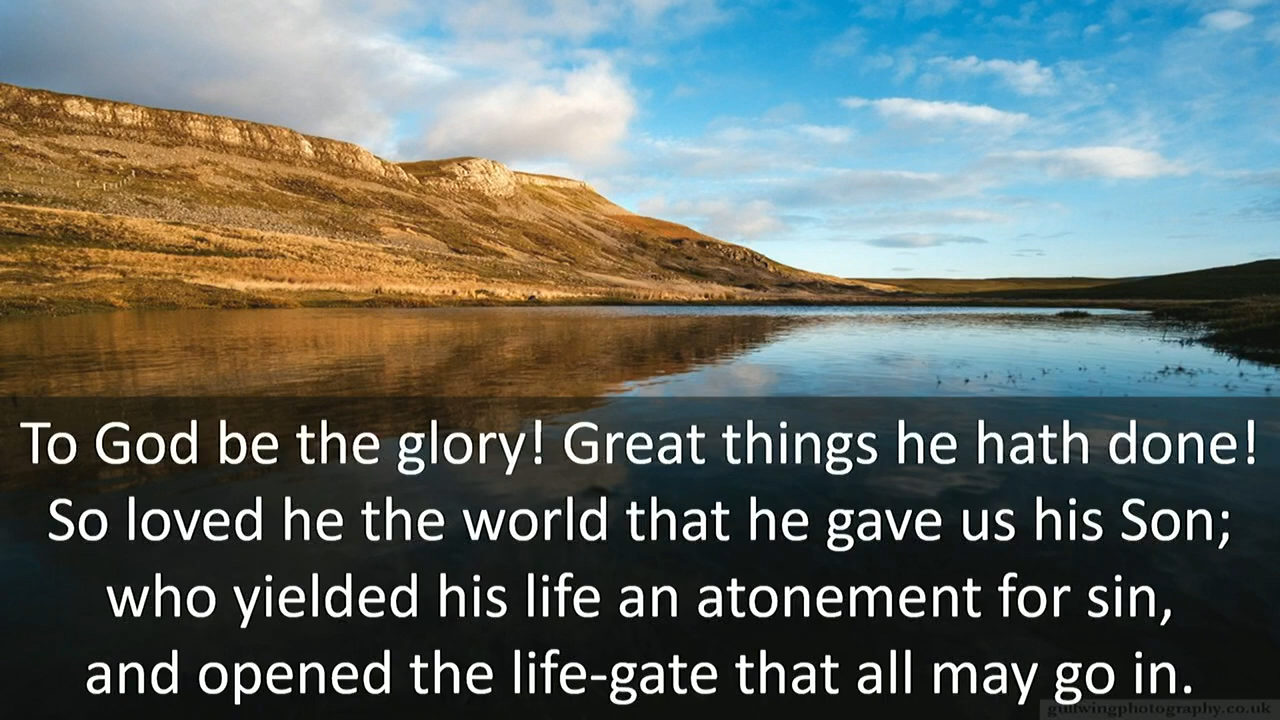 To God be the glory! Great things he hath done!
So loved he the world that he gave us his Son;
who yielded his life an atonement for sin,
and opened the life-gate that all may go in.
gullwingphotography.co.uk